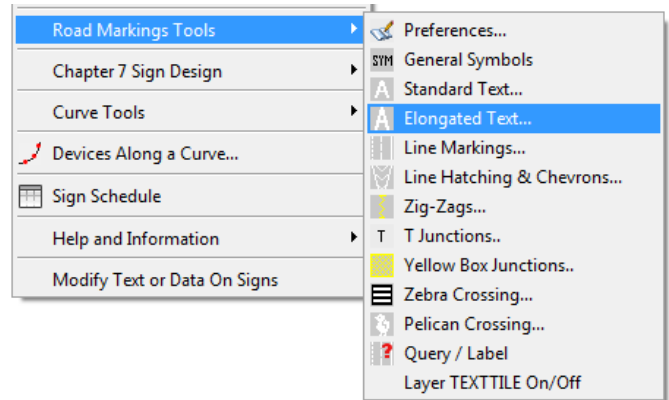 Road Markings Tools
Chapter 7 Sign Design
Curve Tools
Devices Along a Curve...
Sign Schedule
Help and Information
Modify Text or Data On Signs
Preferences...
SYM General Symbols
A Standard Text...
A Elongated Text...
Line Markings...
Line Hatching & Chevrons...
Zig-Zags...
T T Junctions..
Yellow Box Junctions..
Zebra Crossing...
Pelican Crossing...
? Query / Label
Layer TEXTTILE On/Off